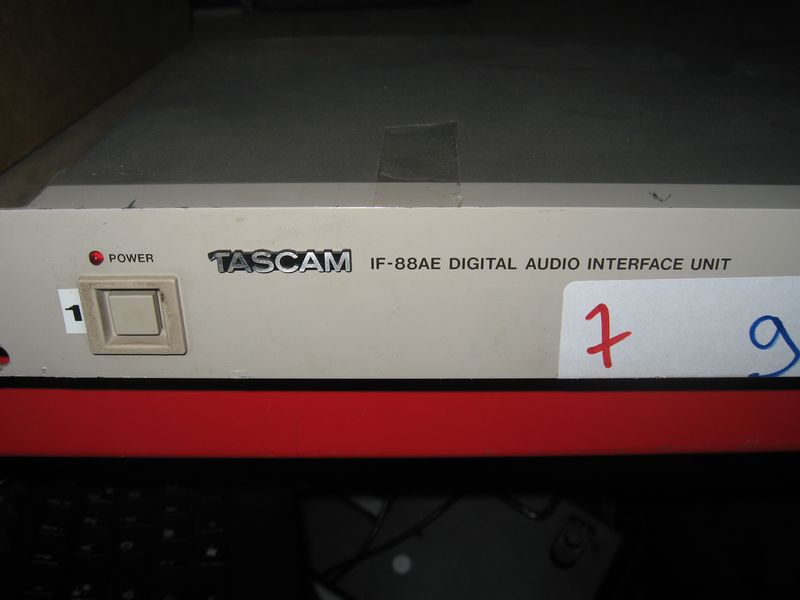 POWER
TASCAM IF-88AE DIGITAL AUDIO INTERFACE UNIT
1
7 9